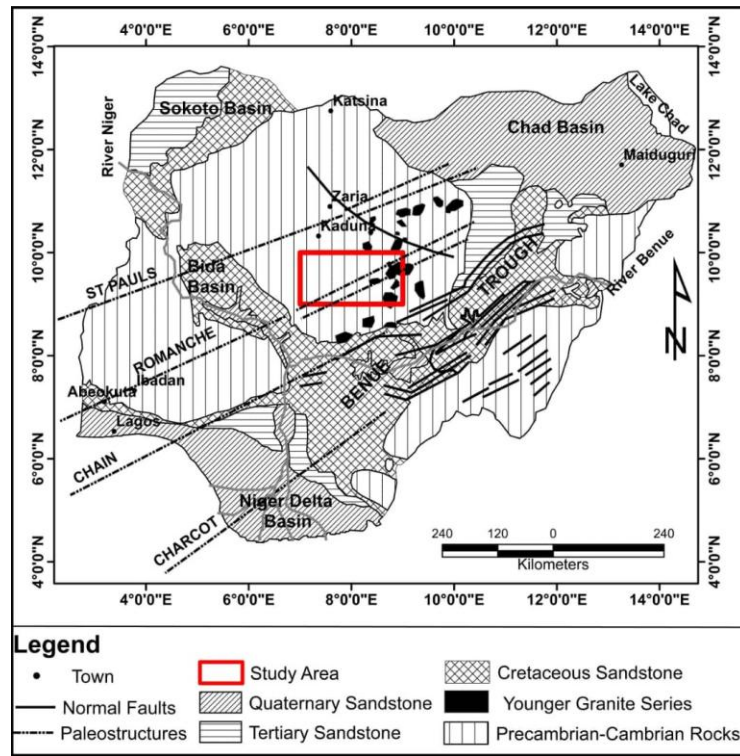 4°0'0"E 6°0'0"E 8°0'0"E 10°0'0"E 12°0'0"E 14°0'0"E
14°0'0"N 14°0'0"N
12°0'0"N 12°0'0"N
10°0'0"N 10°0'0"N
8°0'0"N 8°0'0"N
6°0'0"N 6°0'0"N
4°0'0"N 4°0'0"N
Katsina
Lake Chad
Sokoto Basin
River Niger
Chad Basin
Maiduguri
Zaria
Kaduna
ST PAULS
Bida
Basin
TROUGH
River Benue
N
ROMANCHE
Ibadan
Abeokuta
BENUE
Lagos
CHAIN
Niger Delta
Basin
CHARCOT
240 120 0 240
Kilometers
4°0'0"E 6°0'0"E 8°0'0"E 10°0'0"E 12°0'0"E 14°0'0"E
Legend
Town Study Area Cretaceous Sandstone
Normal Faults Quaternary Sandstone Younger Granite Series
Paleostructures Tertiary Sandstone Precambrian-Cambrian Rocks